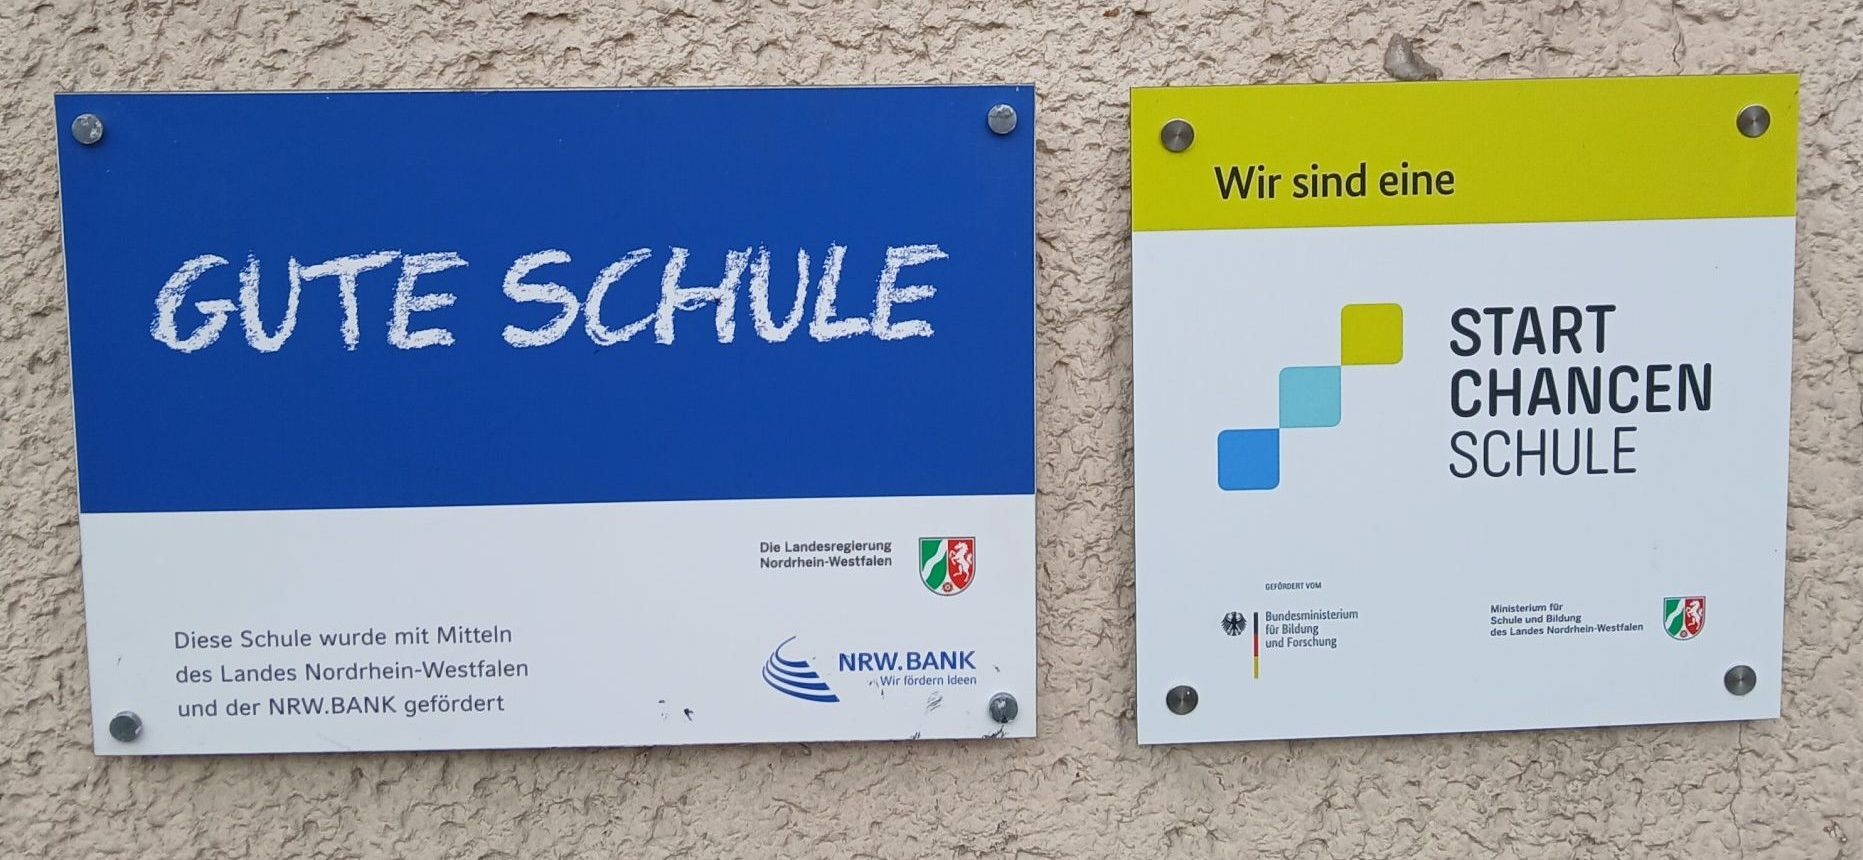 GUTE SCHULE
Die Landesregierung
Nordrhein-Westfalen
Diese Schule wurde mit Mitteln
des Landes Nordrhein-Westfalen
und der NRW.BANK gefördert
NRW.BANK
Wir fördern Ideen
Wir sind eine
START
CHANCEN
SCHULE
GEFÖRDERT VOM
Bundesministerium
für Bildung
und Forschung
Ministerium für
Schule und Bildung
des Landes Nordrhein-Westfalen